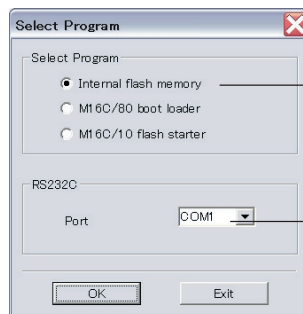 Select Program
Select Program
Internal flash memory
M16C/80 boot loader
M16C/10 flash starter
RS232C
Port COM1
OK Exit